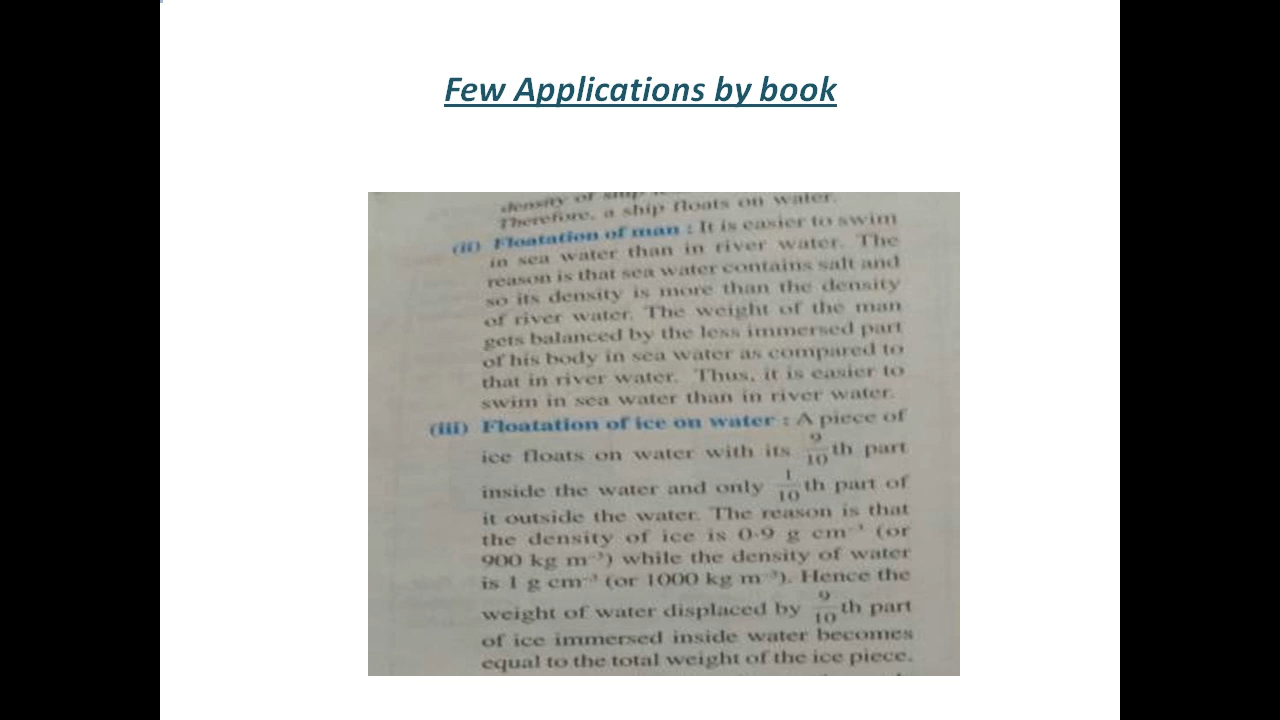 Few Applications by book
density of ship
Therefore, a ship floats on water.
(ii) Floatation of man : It is easier to swim
in sea water than in river water. The
reason is that sea water contains salt and
so its density is more than the density
of river water. The weight of the man
gets balanced by the less immersed part
of his body in sea water as compared to
that in river water. Thus, it is easier to
swim in sea water than in river water.
(iii) Floatation of ice on water : A piece of
ice floats on water with its 9/10 th part
inside the water and only 1/10 th part of
it outside the water. The reason is that
the density of ice is 0·9 g cm⁻³ (or
900 kg m⁻³) while the density of water
is 1 g cm⁻³ (or 1000 kg m⁻³). Hence the
weight of water displaced by 9/10 th part
of ice immersed inside water becomes
equal to the total weight of the ice piece.